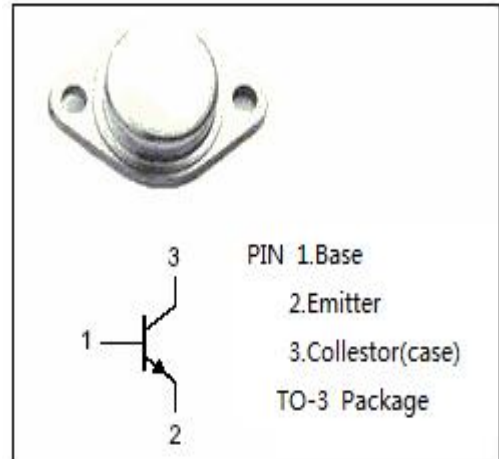 3
PIN 1.Base
2.Emitter
1
3.Collestor(case)
TO-3 Package
2